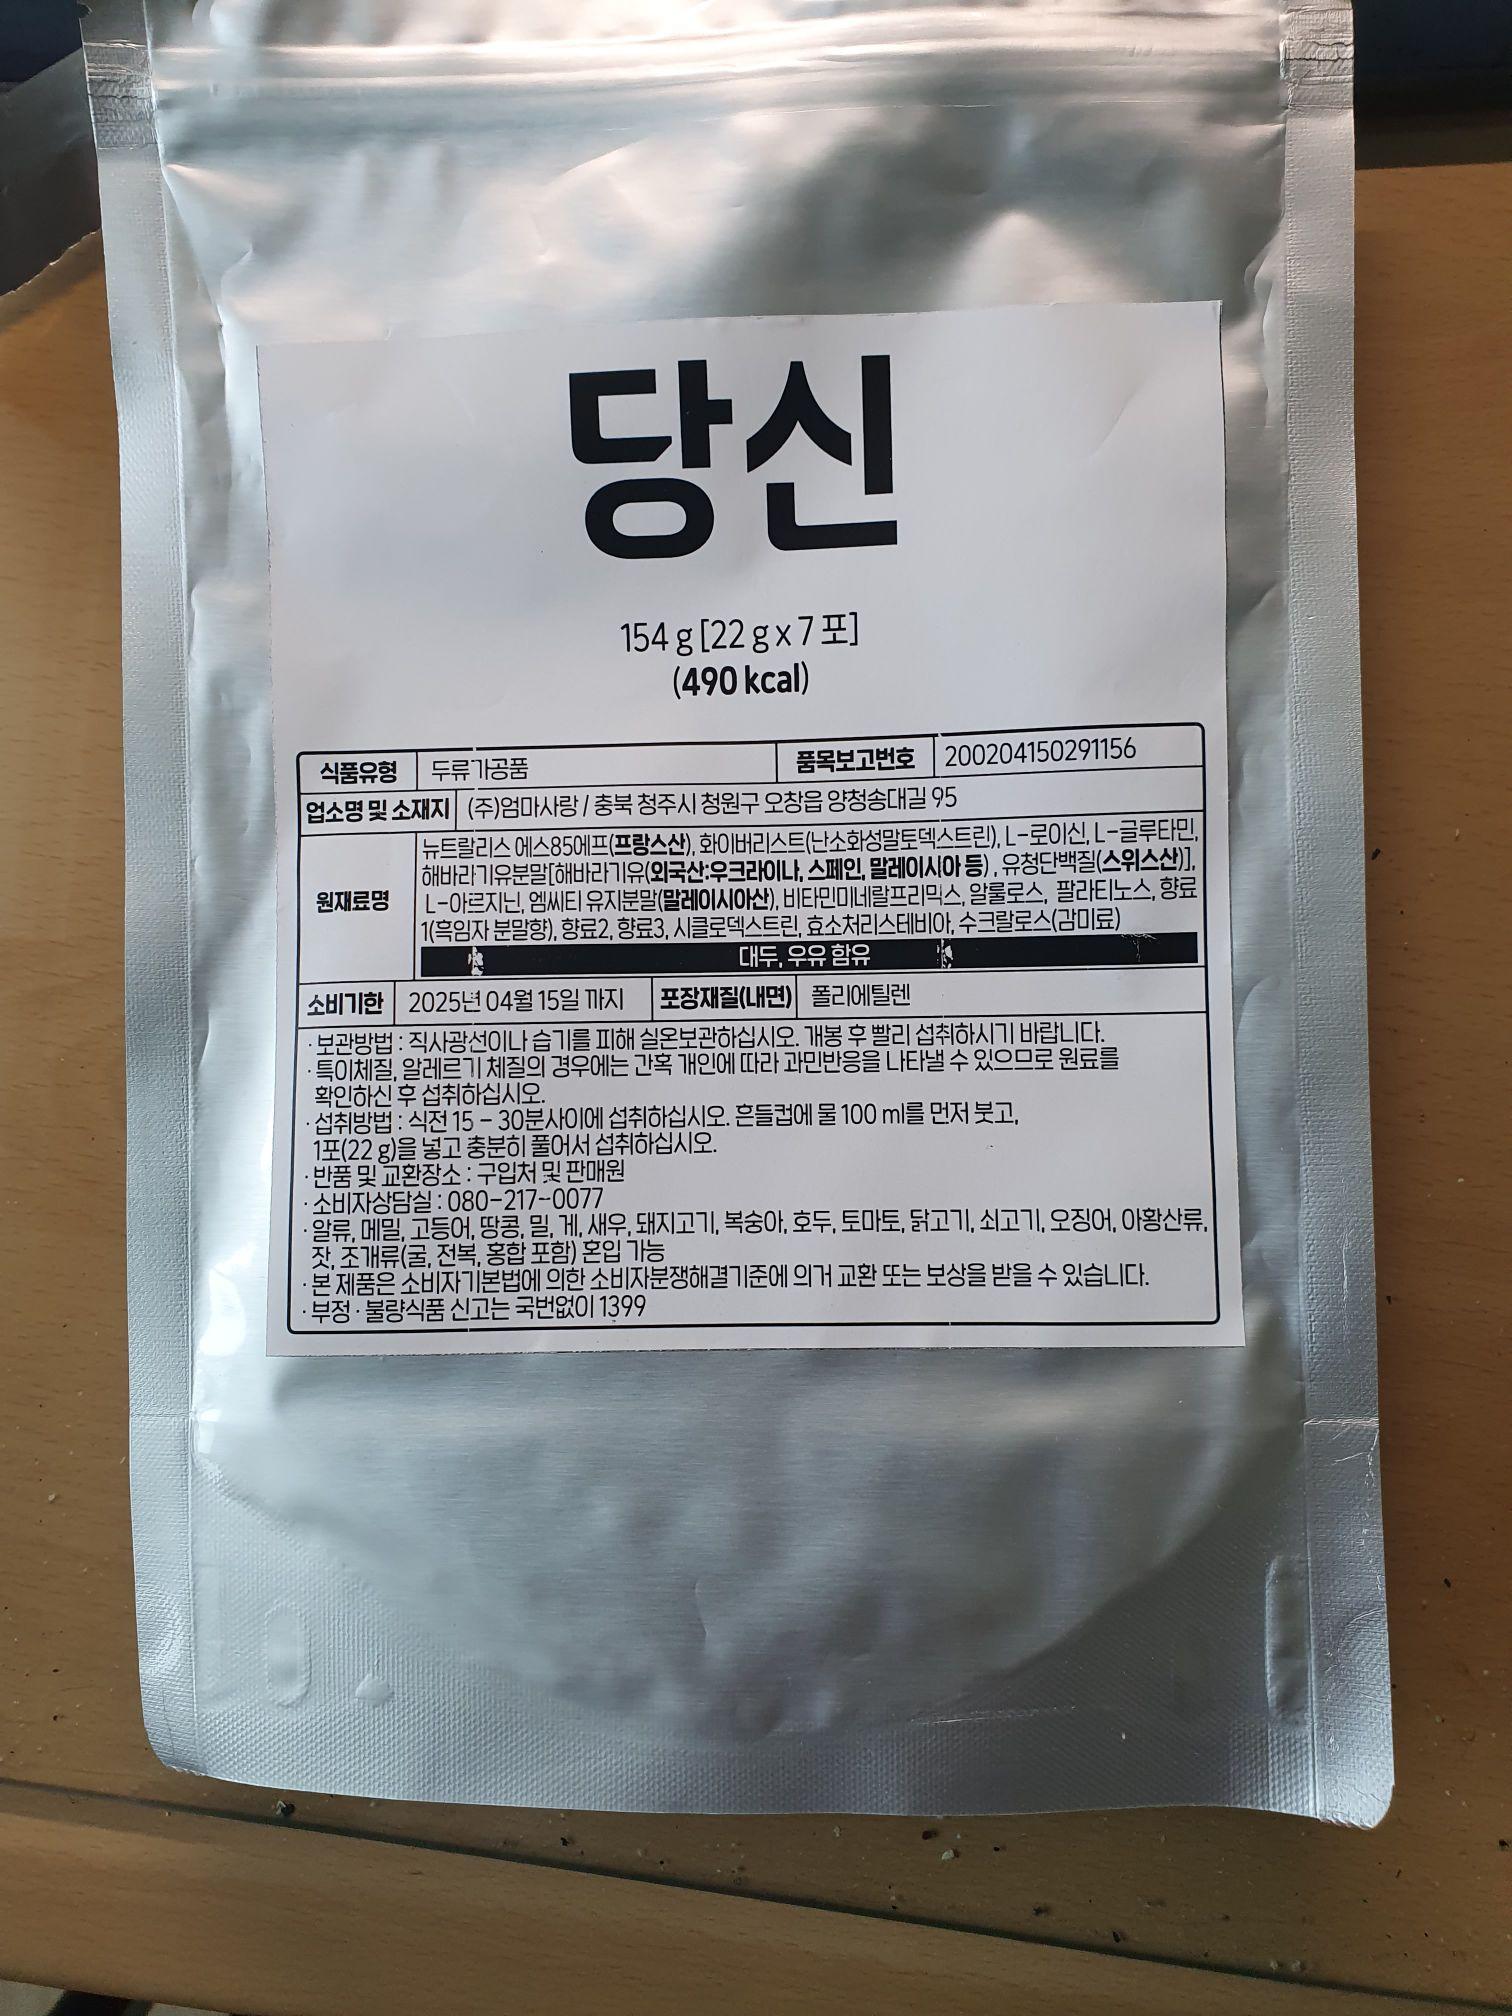 당신
154 g [22 g x 7 포]
(490 kcal)
식품유형 두류가공품 품목보고번호 200204150291156
업소명 및 소재지 (주)엄마사랑 / 충북 청주시 청원구 오창읍 양청송대길 95
원재료명
뉴트랄리스 에스85에프(프랑스산), 화이버리스트(난소화성말토덱스트린), L-로이신, L-글루타민,
해바라기유분말[해바라기유(외국산:우크라이나, 스페인, 말레이시아 등), 유청단백질(스위스산)],
L-아르지닌, 엠씨티 유지분말(말레이시아산), 비타민미네랄프리믹스, 알룰로스, 팔라티노스, 향료
1(흑임자 분말향), 향료2, 향료3, 시클로덱스트린, 효소처리스테비아, 수크랄로스(감미료)
대두, 우유 함유
소비기한 2025년 04월 15일 까지 포장재질(내면) 폴리에틸렌
· 보관방법 : 직사광선이나 습기를 피해 실온보관하십시오. 개봉 후 빨리 섭취하시기 바랍니다.
· 특이체질, 알레르기 체질의 경우에는 간혹 개인에 따라 과민반응을 나타낼 수 있으므로 원료를
확인하신 후 섭취하십시오.
· 섭취방법 : 식전 15 - 30분사이에 섭취하십시오. 흔들컵에 물 100 ml를 먼저 붓고,
1포(22 g)을 넣고 충분히 풀어서 섭취하십시오.
· 반품 및 교환장소 : 구입처 및 판매원
· 소비자상담실 : 080-217-0077
· 알류, 메밀, 고등어, 땅콩, 밀, 게, 새우, 돼지고기, 복숭아, 호두, 토마토, 닭고기, 쇠고기, 오징어, 아황산류,
잣, 조개류(굴, 전복, 홍합 포함) 혼입 가능
· 본 제품은 소비자기본법에 의한 소비자분쟁해결기준에 의거 교환 또는 보상을 받을 수 있습니다.
· 부정 · 불량식품 신고는 국번없이 1399